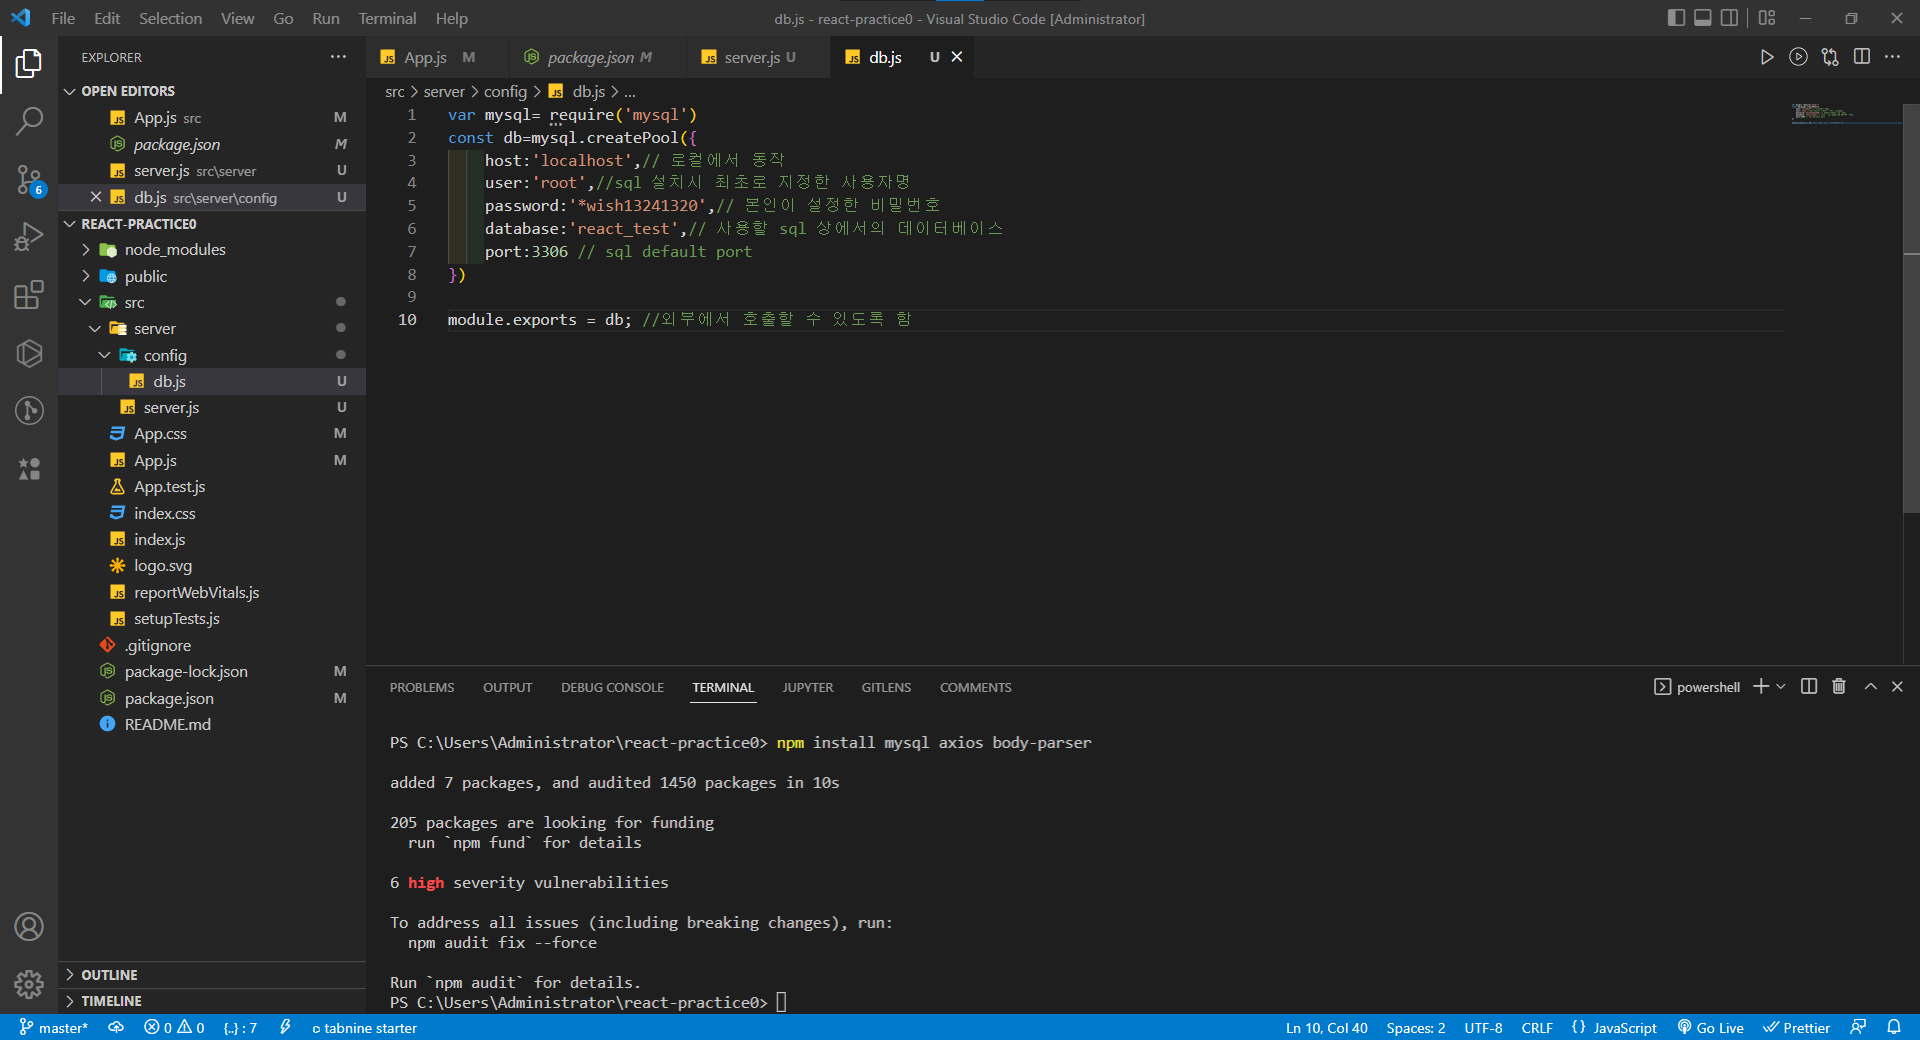 File Edit Selection View Go Run Terminal Help
db.js - react-practice0 - Visual Studio Code [Administrator]
EXPLORER
OPEN EDITORS
App.js src M
package.json M
server.js src\server U
db.js src\server\config U
REACT-PRACTICE0
node_modules
public
src
server
config
db.js U
server.js U
App.css M
App.js M
App.test.js
index.css
index.js
logo.svg
reportWebVitals.js
setupTests.js
.gitignore
package-lock.json M
package.json M
README.md
OUTLINE
TIMELINE
6
App.js M package.json M server.js U db.js U
src > server > config > db.js > ...
1 var mysql= require('mysql')
2 const db=mysql.createPool({
3 host:'localhost',// 로컬에서 동작
4 user:'root',//sql 설치시 최초로 지정한 사용자명
5 password:'*wish13241320',// 본인이 설정한 비밀번호
6 database:'react_test',// 사용할 sql 상에서의 데이터베이스
7 port:3306 // sql default port
8 })
9
10 module.exports = db; //외부에서 호출할 수 있도록 함
PROBLEMS OUTPUT DEBUG CONSOLE TERMINAL JUPYTER GITLENS COMMENTS
powershell
PS C:\Users\Administrator\react-practice0> npm install mysql axios body-parser
added 7 packages, and audited 1450 packages in 10s
205 packages are looking for funding
run `npm fund` for details
6 high severity vulnerabilities
To address all issues (including breaking changes), run:
npm audit fix --force
Run `npm audit` for details.
PS C:\Users\Administrator\react-practice0>
master* 0 0 {..} : 7 tabnine starter
Ln 10, Col 40 Spaces: 2 UTF-8 CRLF {} JavaScript Go Live Prettier